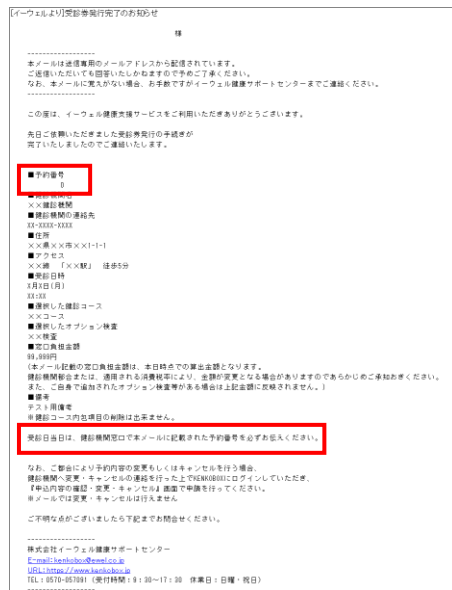 [イーウェルより]受診券発行完了のお知らせ
様
------------------
本メールは送信専用のメールアドレスから配信されています。
ご返信いただいても回答いたしかねますので予めご了承ください。
なお、本メールに覚えがない場合、お手数ですがイーウェル健康サポートセンターまでご連絡ください。
------------------
この度は、イーウェル健康支援サービスをご利用いただきありがとうございます。
先日ご依頼いただきました受診券発行の手続きが
完了いたしましたのでご連絡いたします。
■予約番号
0
■健診機関名
××健診機関
■健診機関の連絡先
XX-XXXX-XXXX
■住所
××県××市××1-1-1
■アクセス
××線 「××駅」 徒歩5分
■受診日時
X月X日(月)
XX:XX
■選択した健診コース
××コース
■選択したオプション検査
××検査
■窓口負担金額
99,999円
(本メール記載の窓口負担金額は、本日時点での算出金額となります。
健診機関都合または、適用される消費税率により、金額が変更となる場合がありますのであらかじめご承知おきください。
また、ご自身で追加されたオプション検査等がある場合は上記金額に反映されません。)
■備考
テスト用備考
※健診コース内包項目の削除は出来ません。
受診日当日は、健診機関窓口で本メールに記載された予約番号を必ずお伝えください。
なお、ご都合により予約内容の変更もしくはキャンセルを行う場合、
健診機関へ変更・キャンセルの連絡を行った上でKENKOBOXにログインしていただき、
『申込内容の確認・変更・キャンセル』画面で申請を行ってください。
※メールでは変更・キャンセルは行えません
ご不明な点がございましたら下記までお問合せください。
------------------
株式会社イーウェル健康サポートセンター
E-mail:kenkobox@ewel.co.jp
URL:https://www.kenkobox.jp
TEL:0570-057091 (受付時間:9:30~17:30 休業日:日曜・祝日)
------------------